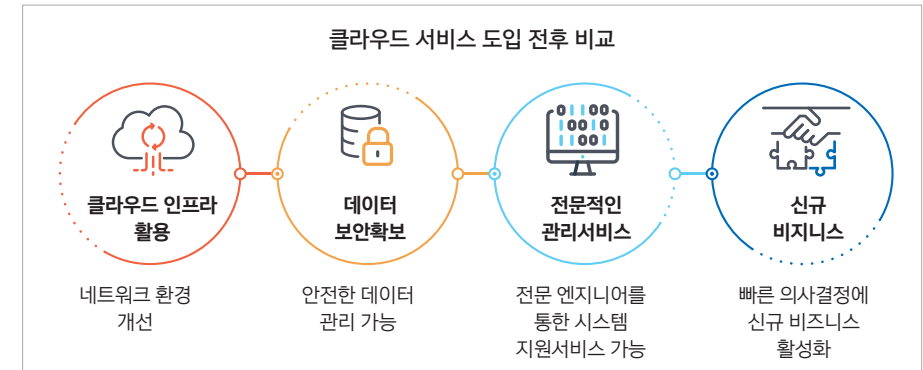 클라우드 서비스 도입 전후 비교
클라우드 인프라
활용
데이터
보안확보
전문적인
관리서비스
신규
비지니스
네트워크 환경
개선
안전한 데이터
관리 가능
전문 엔지니어를
통한 시스템
지원서비스 가능
빠른 의사결정에
신규 비즈니스
활성화